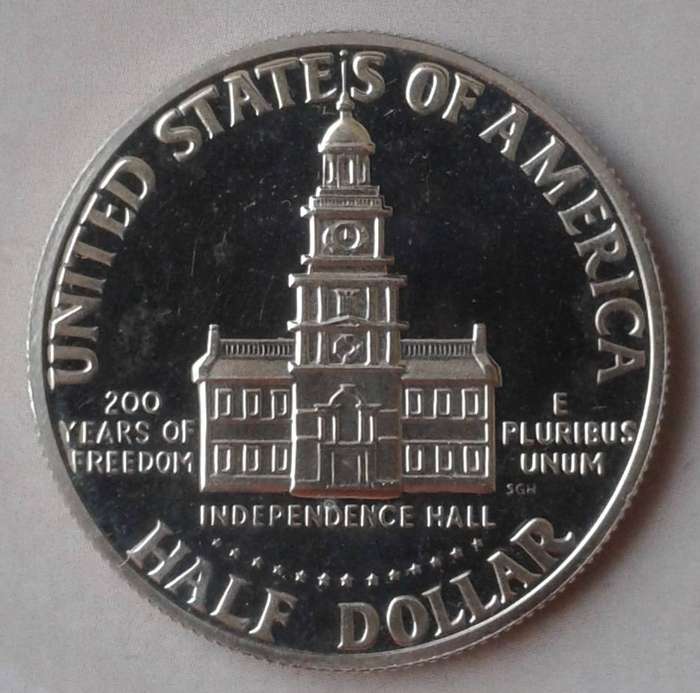 UNITED STATES OF AMERICA
200
YEARS OF
FREEDOM
E
PLURIBUS
UNUM
SGH
INDEPENDENCE HALL
HALF DOLLAR